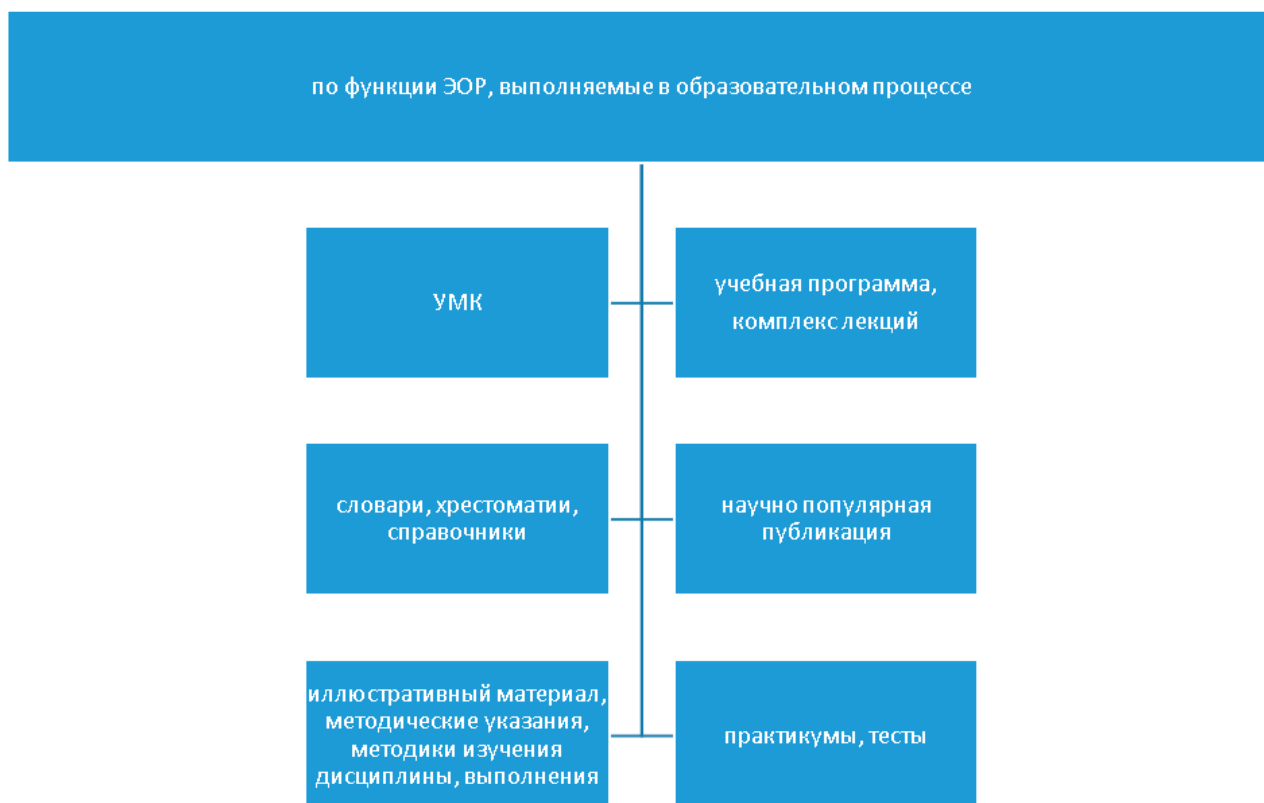 по функции ЭОР, выполняемые в образовательном процессе
УМК
учебная программа,
комплекс лекций
словари, хрестоматии,
справочники
научно популярная
публикация
иллюстративный материал,
методические указания,
методики изучения
дисциплины, выполнения
практикумы, тесты